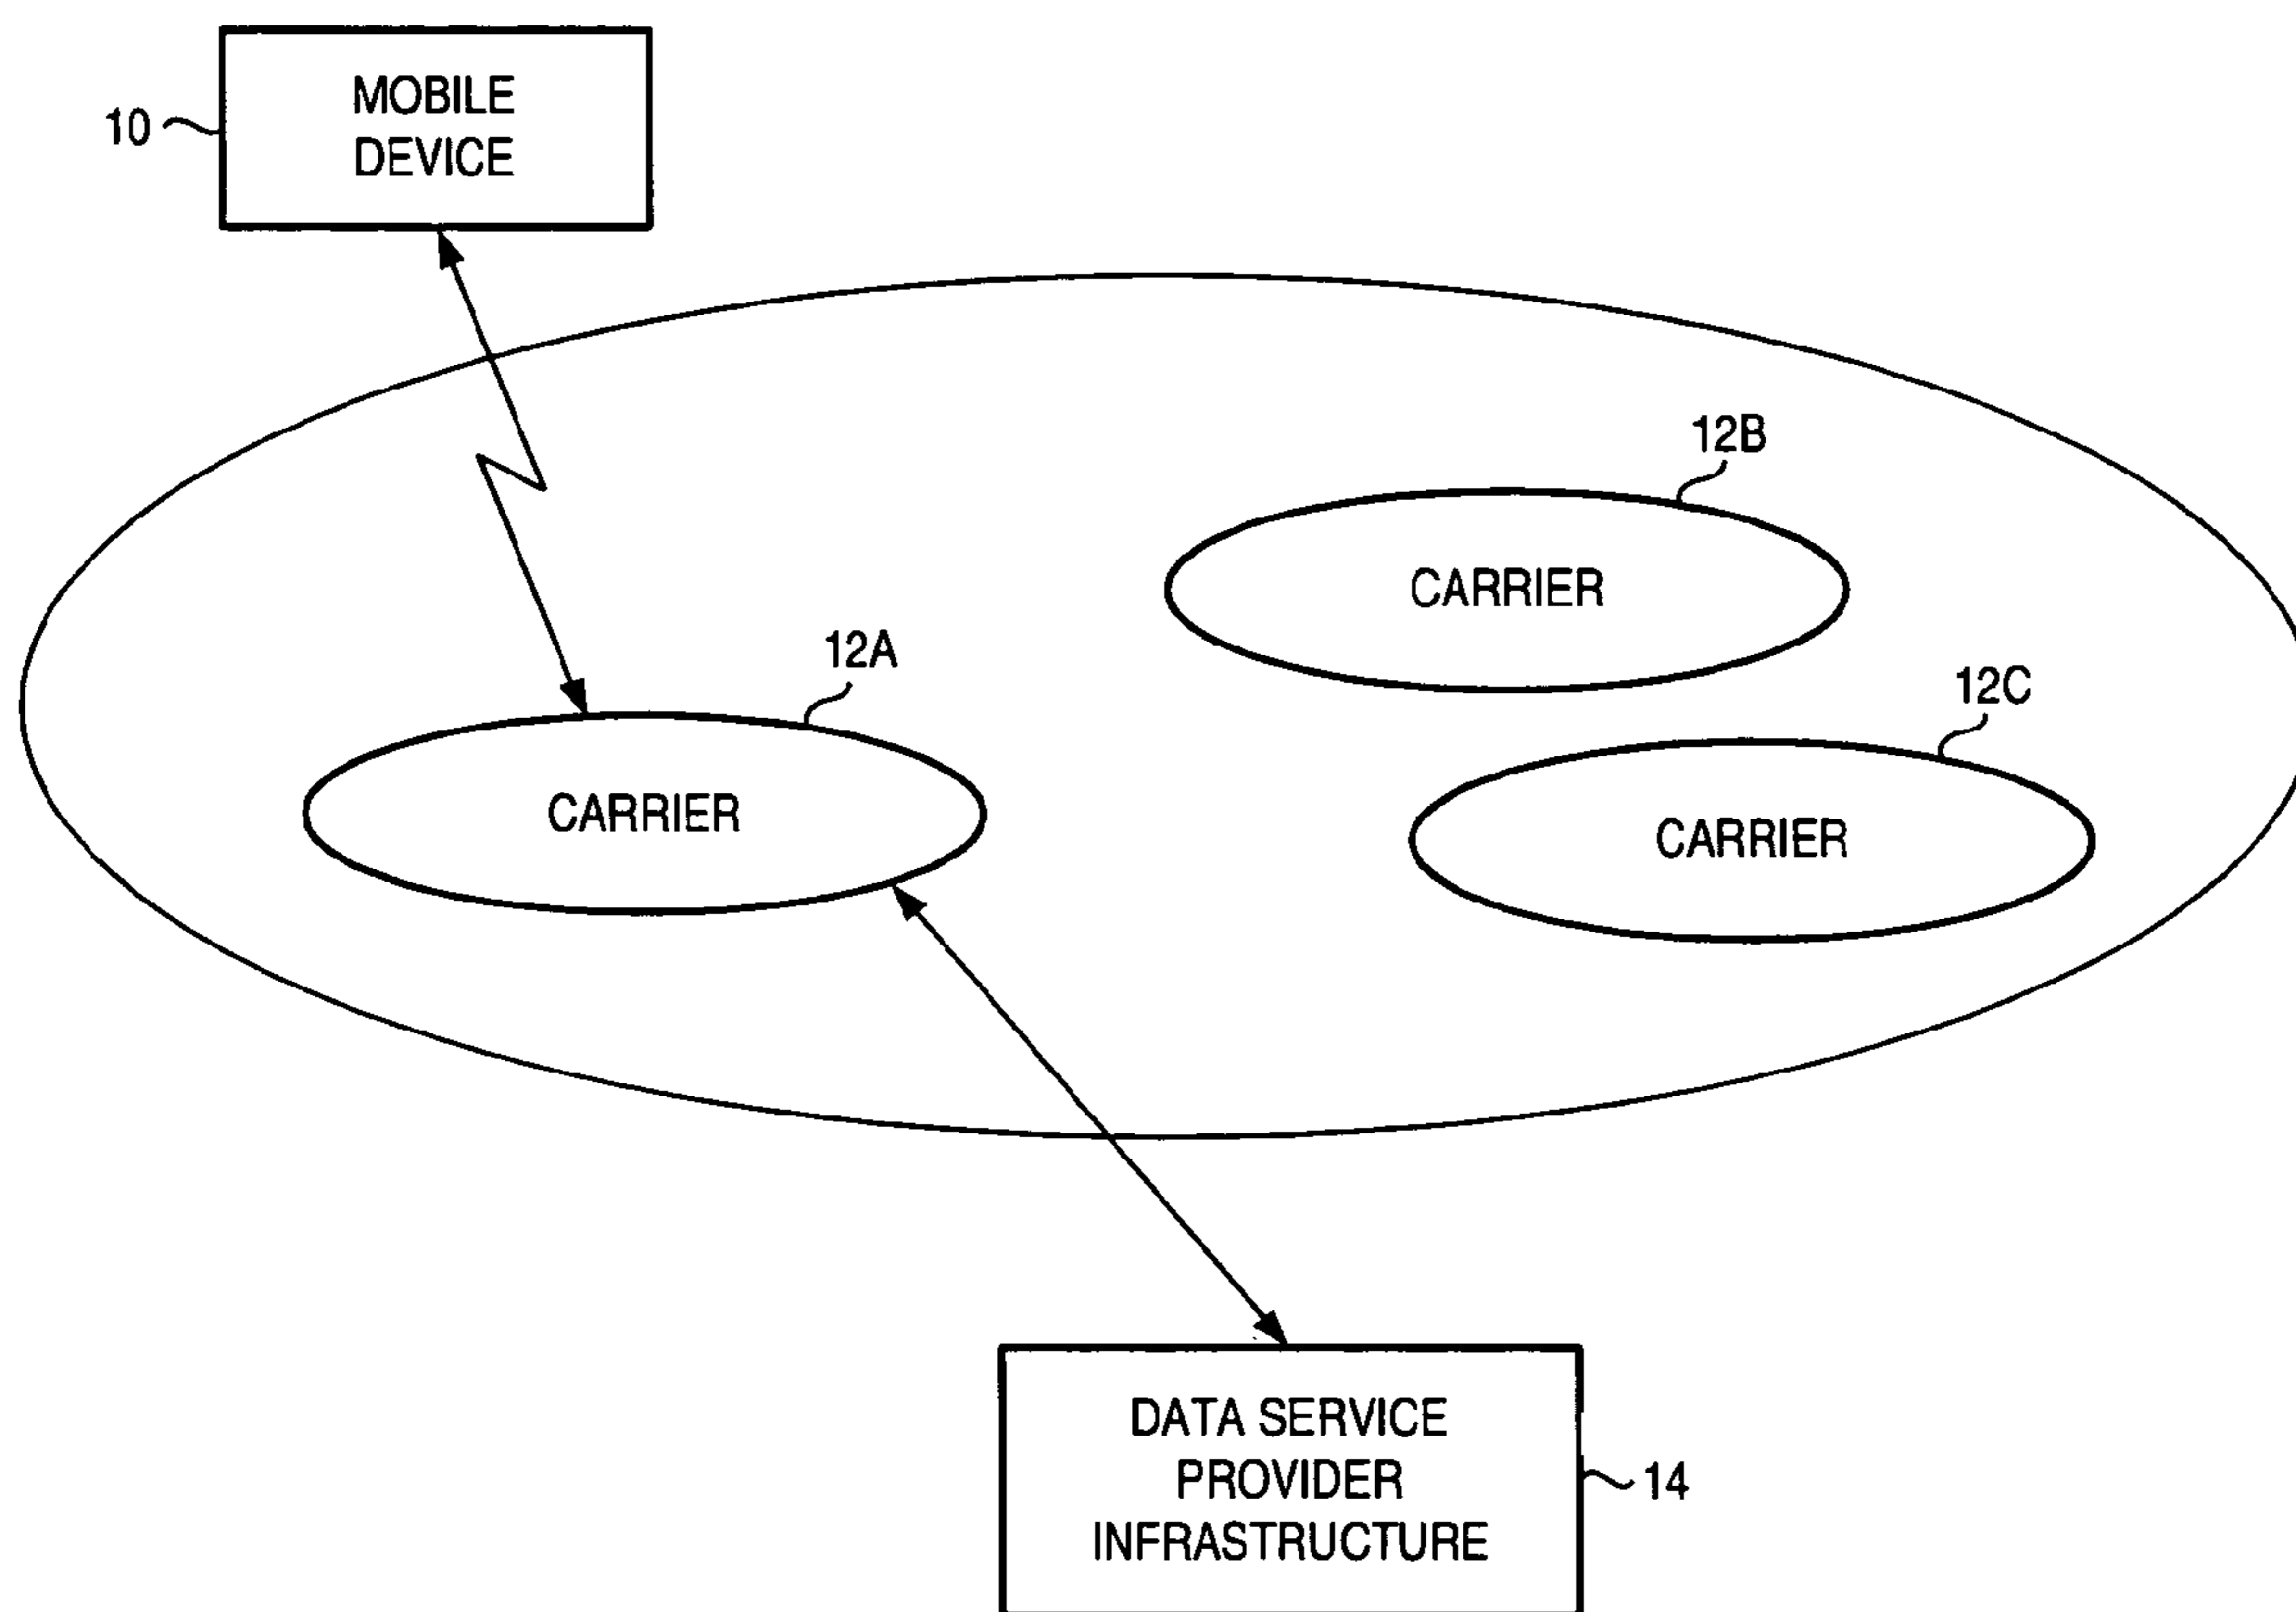 MOBILE
DEVICE
10
12B
CARRIER
12A
12C
CARRIER
CARRIER
DATA SERVICE
PROVIDER
INFRASTRUCTURE
14